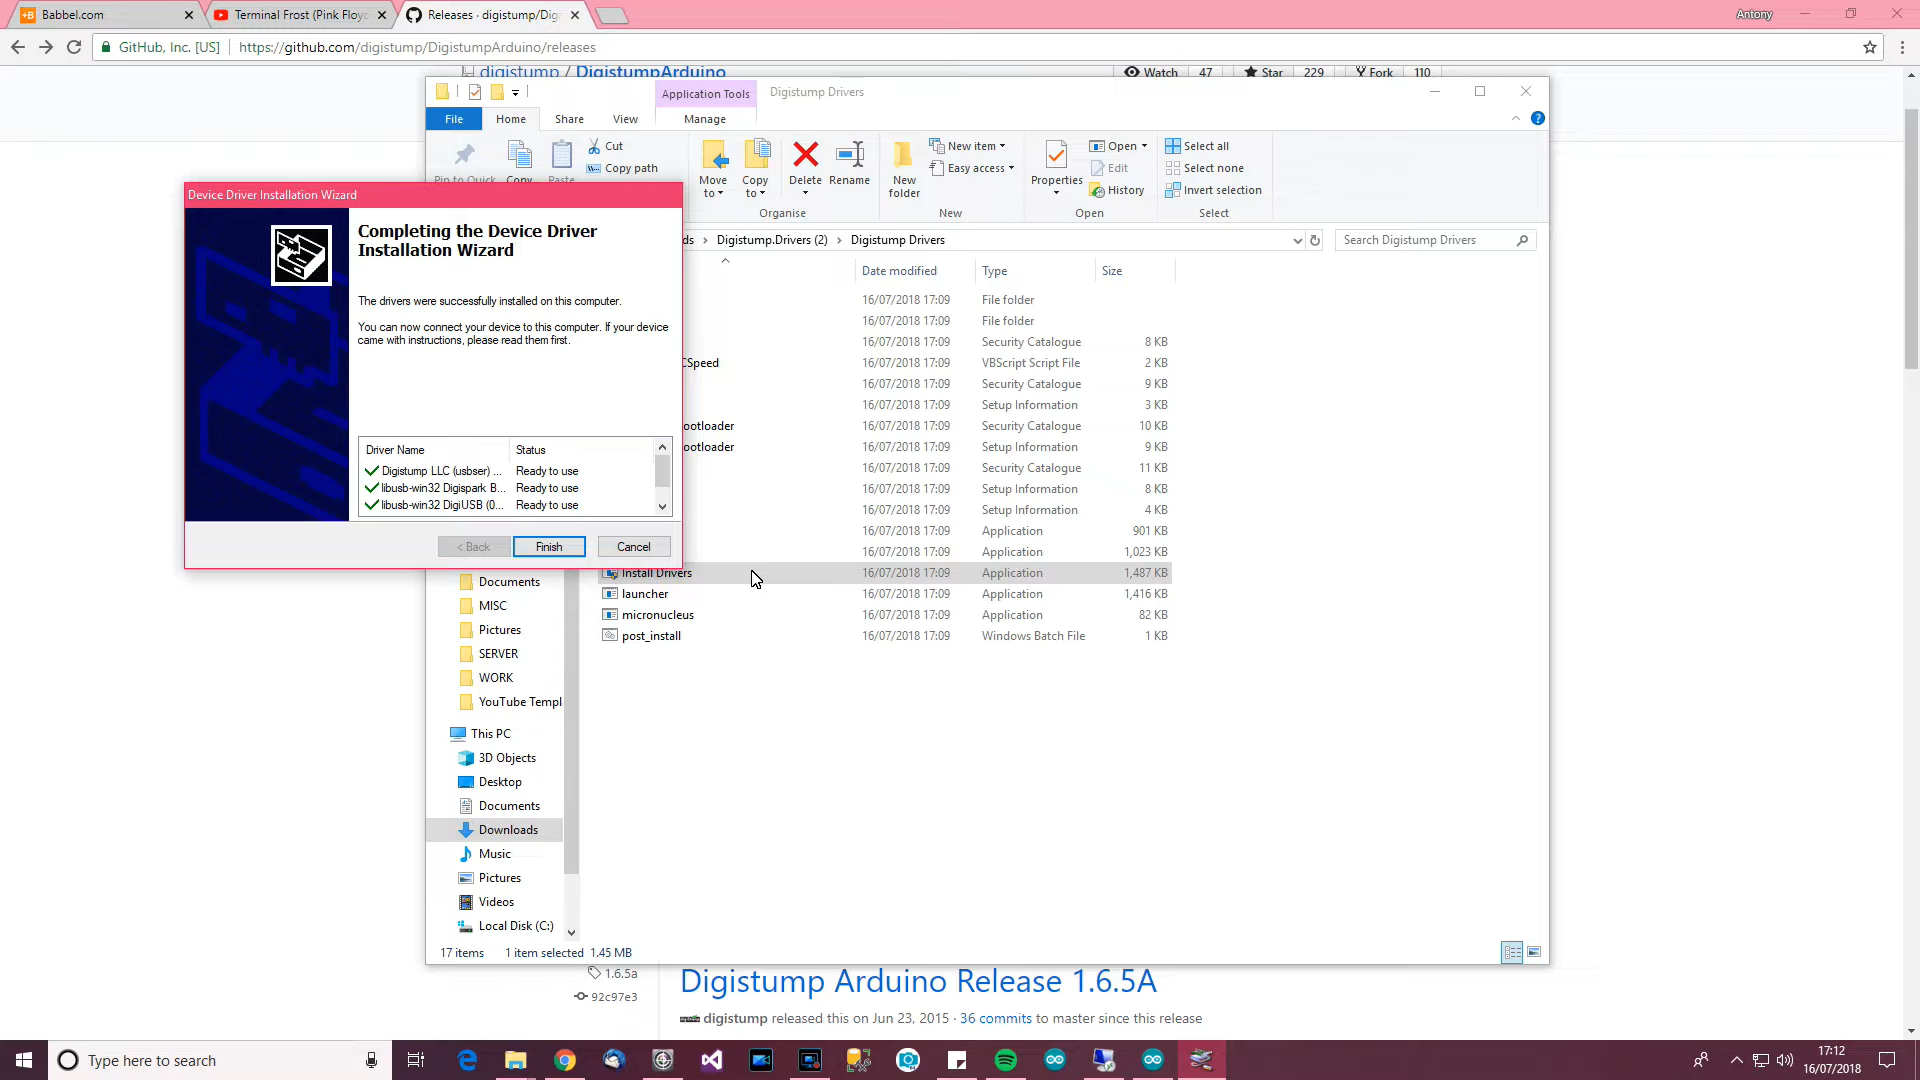 Babbel.com
Terminal Frost (Pink Floyd
Releases · digistump/Dig
Antony
GitHub, Inc. [US]
https://github.com/digistump/DigistumpArduino/releases
digistump / DigistumpArduino
Watch 47 Star 229 Fork 110
Application Tools
Digistump Drivers
File Home Share View Manage
Cut
Copy path
Pin to Quick Copy Paste
Move to
Copy to
Delete
Rename
Organise
New folder
New item
Easy access
New
Properties
Open
Edit
History
Open
Select all
Select none
Invert selection
Select
ds > Digistump.Drivers (2) > Digistump Drivers
Search Digistump Drivers
Date modified Type Size
16/07/2018 17:09 File folder
16/07/2018 17:09 File folder
16/07/2018 17:09 Security Catalogue 8 KB
CSpeed 16/07/2018 17:09 VBScript Script File 2 KB
16/07/2018 17:09 Security Catalogue 9 KB
16/07/2018 17:09 Setup Information 3 KB
ootloader 16/07/2018 17:09 Security Catalogue 10 KB
ootloader 16/07/2018 17:09 Setup Information 9 KB
16/07/2018 17:09 Security Catalogue 11 KB
16/07/2018 17:09 Setup Information 8 KB
16/07/2018 17:09 Setup Information 4 KB
16/07/2018 17:09 Application 901 KB
16/07/2018 17:09 Application 1,023 KB
Install Drivers 16/07/2018 17:09 Application 1,487 KB
launcher 16/07/2018 17:09 Application 1,416 KB
micronucleus 16/07/2018 17:09 Application 82 KB
post_install 16/07/2018 17:09 Windows Batch File 1 KB
Device Driver Installation Wizard
Completing the Device Driver
Installation Wizard
The drivers were successfully installed on this computer.
You can now connect your device to this computer. If your device
came with instructions, please read them first.
Driver Name Status
Digistump LLC (usbser) ... Ready to use
libusb-win32 Digispark B... Ready to use
libusb-win32 DigiUSB (0... Ready to use
< Back Finish Cancel
Documents
MISC
Pictures
SERVER
WORK
YouTube Templ
This PC
3D Objects
Desktop
Documents
Downloads
Music
Pictures
Videos
Local Disk (C:)
17 items 1 item selected 1.45 MB
1.6.5a
92c97e3
Digistump Arduino Release 1.6.5A
digistump released this on Jun 23, 2015 · 36 commits to master since this release
Type here to search
17:12
16/07/2018